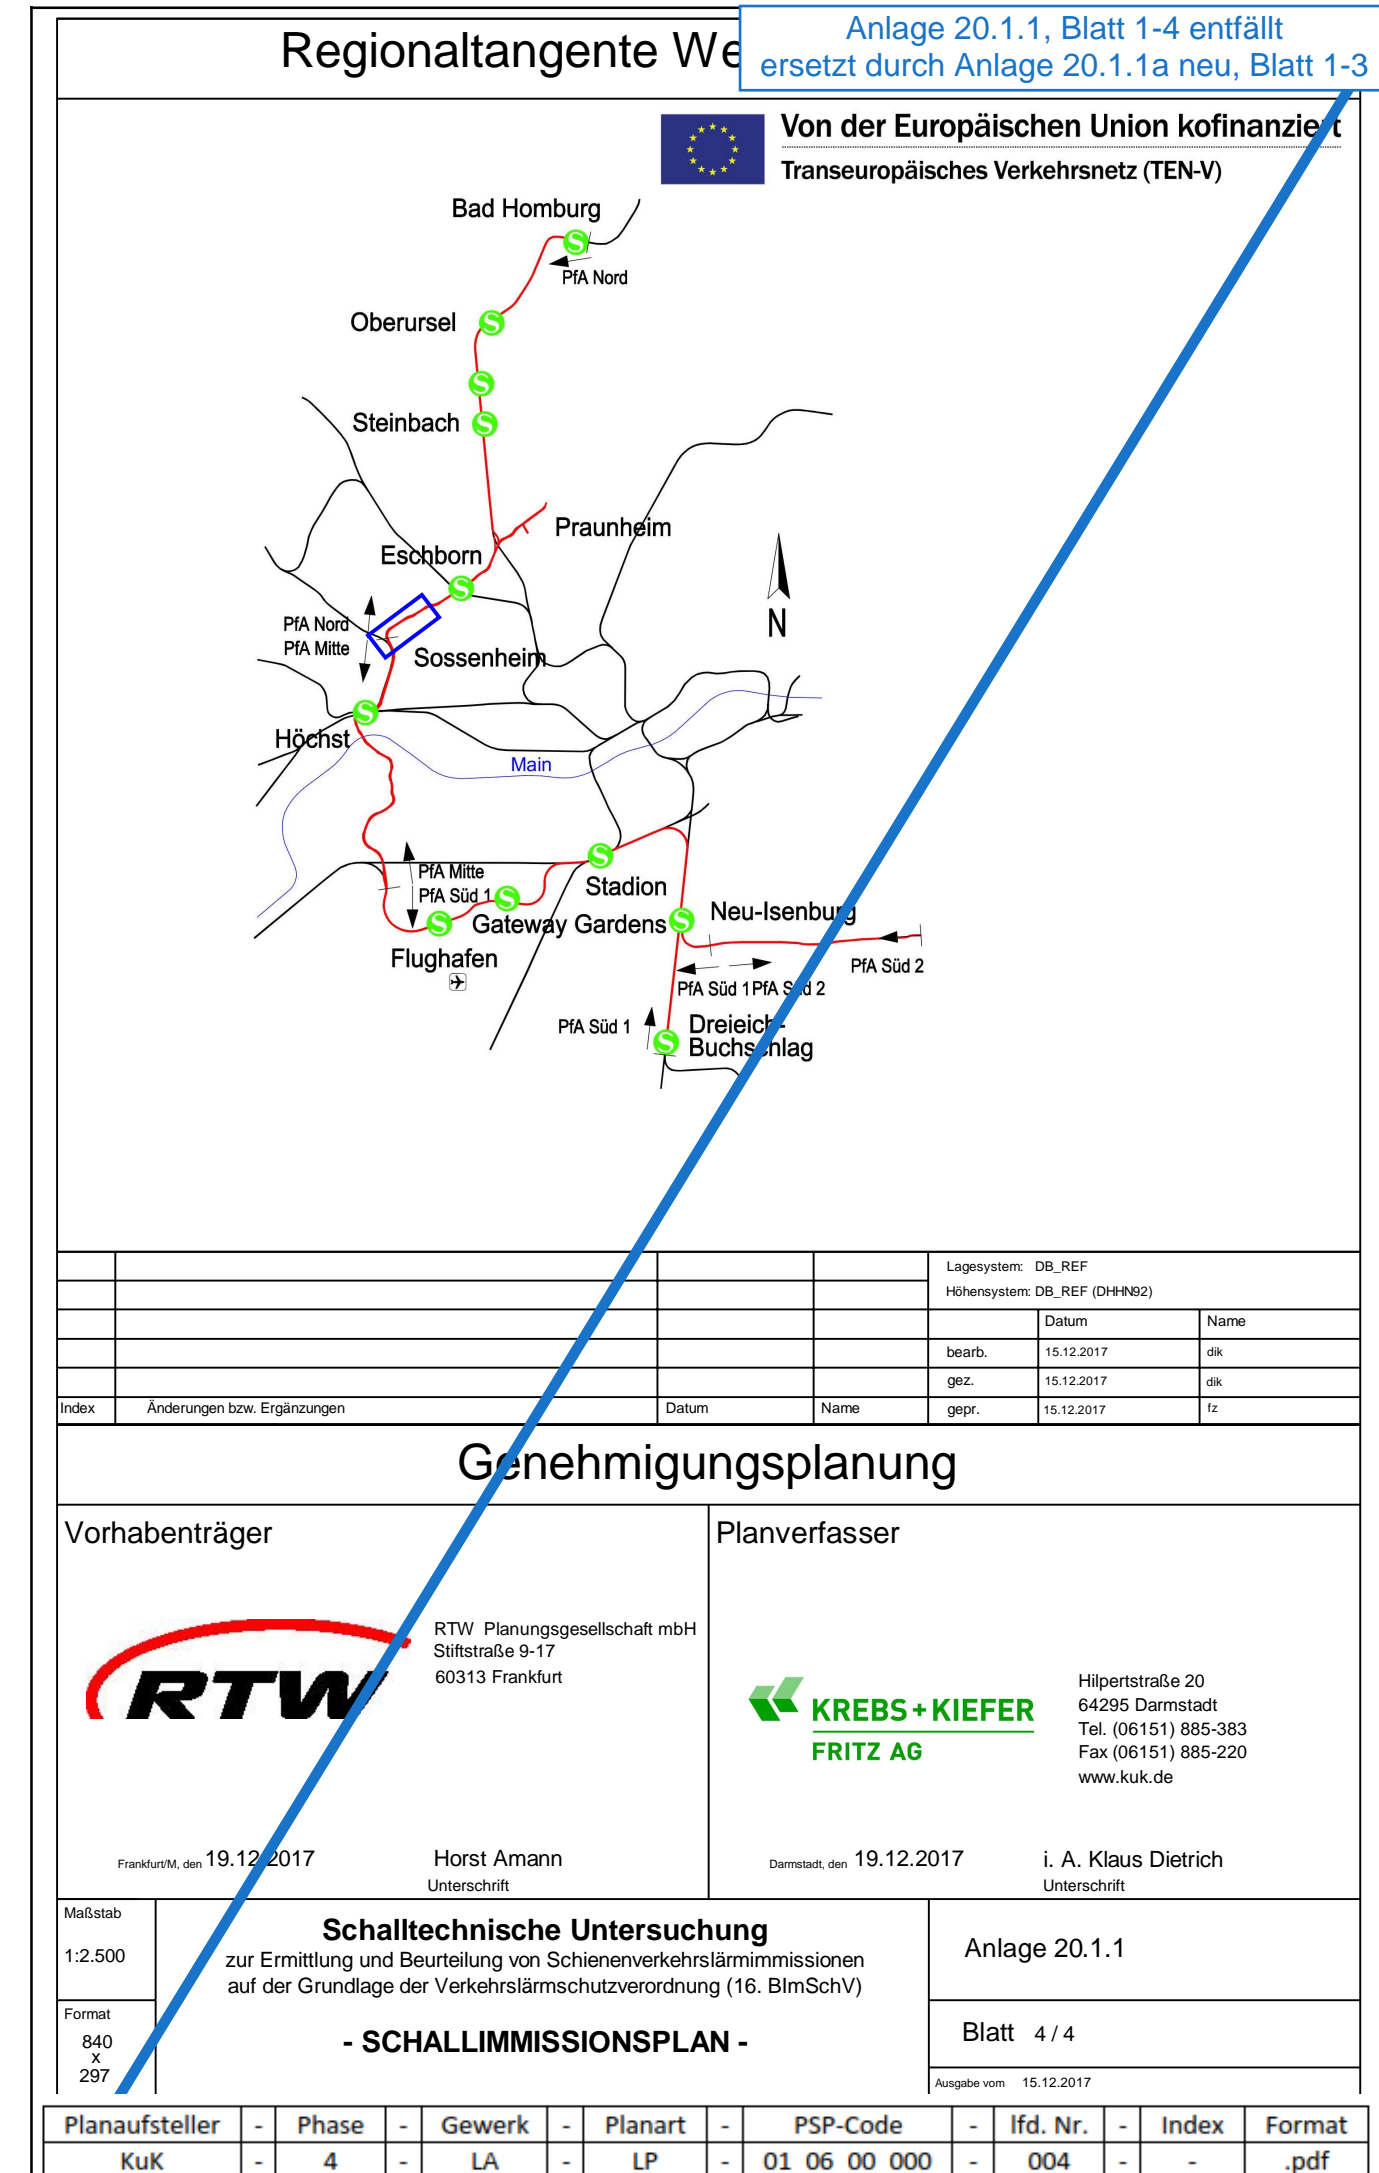 Regionaltangente We
Anlage 20.1.1, Blatt 1-4 entfällt
ersetzt durch Anlage 20.1.1a neu, Blatt 1-3
Von der Europäischen Union kofinanziert
Transeuropäisches Verkehrsnetz (TEN-V)
Bad Homburg
S
PfA Nord
Oberursel S
S
Steinbach S
Praunheim
Eschborn
S
N
PfA Nord
PfA Mitte
Sossenheim
S
Höchst
Main
PfA Mitte
PfA Süd 1
S
Stadion
S
Gateway Gardens
S
Neu-Isenburg
S
Flughafen
PfA Süd 2
PfA Süd 1 PfA Süd 2
PfA Süd 1
S
Dreieich-
Buchschlag
Lagesystem: DB_REF
Höhensystem: DB_REF (DHHN92)
Datum Name
bearb. 15.12.2017 dik
gez. 15.12.2017 dik
Index Änderungen bzw. Ergänzungen Datum Name gepr. 15.12.2017 fz
Genehmigungsplanung
Vorhabenträger
RTW
RTW Planungsgesellschaft mbH
Stiftstraße 9-17
60313 Frankfurt
Frankfurt/M, den 19.12.2017 Horst Amann
Unterschrift
Planverfasser
KREBS+KIEFER
FRITZ AG
Hilpertstraße 20
64295 Darmstadt
Tel. (06151) 885-383
Fax (06151) 885-220
www.kuk.de
Darmstadt, den 19.12.2017 i. A. Klaus Dietrich
Unterschrift
Maßstab
1:2.500
Format
840
x
297
Schalltechnische Untersuchung
zur Ermittlung und Beurteilung von Schienenverkehrslärmimmissionen
auf der Grundlage der Verkehrslärmschutzverordnung (16. BImSchV)
- SCHALLIMMISSIONSPLAN -
Anlage 20.1.1
Blatt 4 / 4
Ausgabe vom 15.12.2017
Planaufsteller - Phase - Gewerk - Planart - PSP-Code - lfd. Nr. - Index Format
KuK - 4 - LA - LP - 01 06 00 000 - 004 - - .pdf